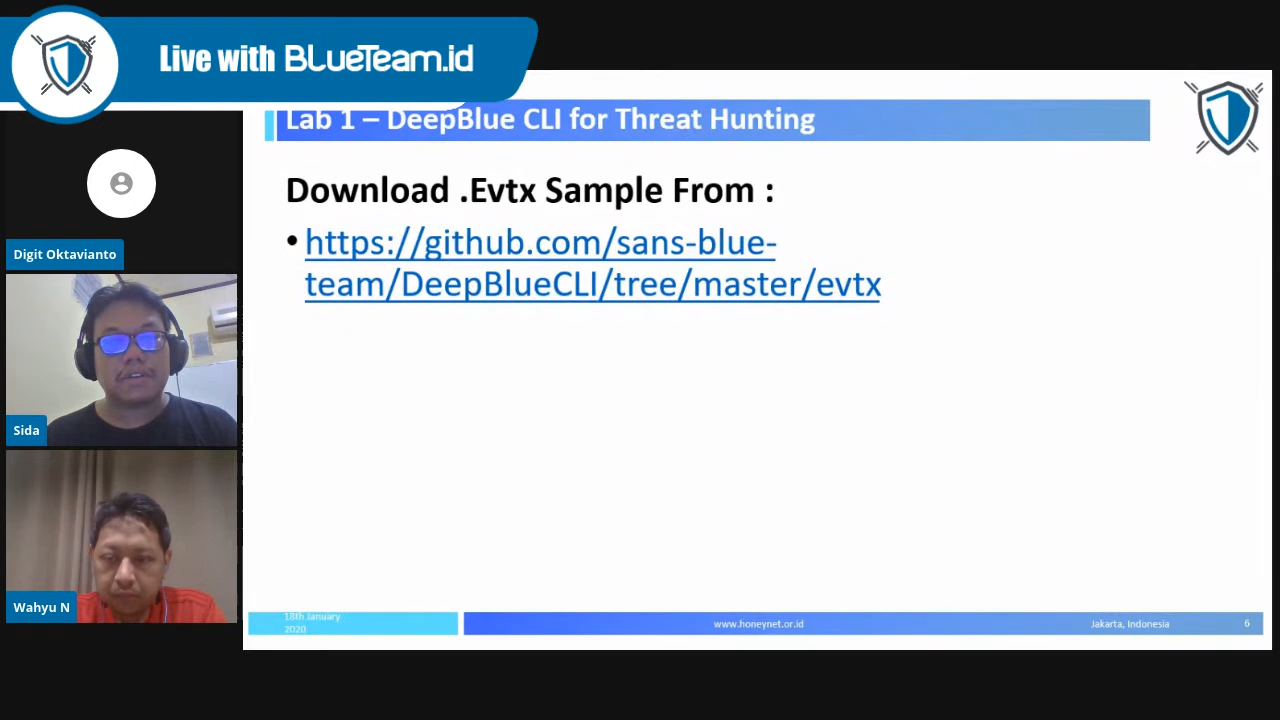 Live with BLueTeam.id
Lab 1 – DeepBlue CLI for Threat Hunting
Download .Evtx Sample From :
• https://github.com/sans-blue-
team/DeepBlueCLI/tree/master/evtx
Digit Oktavianto
Sida
Wahyu N
18th January
2020
www.honeynet.or.id
Jakarta, Indonesia
6